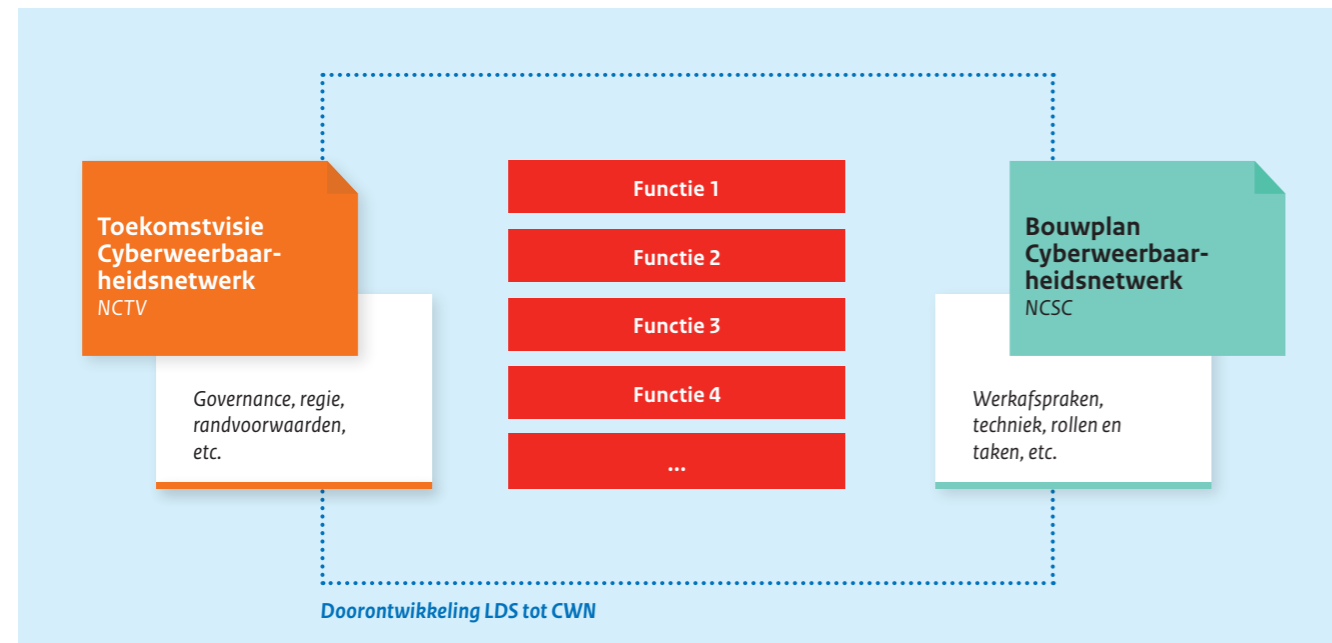 Toekomstvisie
Cyberweerbaar-
heidsnetwerk
NCTV
Governance, regie,
randvoorwaarden,
etc.
Functie 1
Functie 2
Functie 3
Functie 4
...
Bouwplan
Cyberweerbaar-
heidsnetwerk
NCSC
Werkafspraken,
techniek, rollen en
taken, etc.
Doorontwikkeling LDS tot CWN